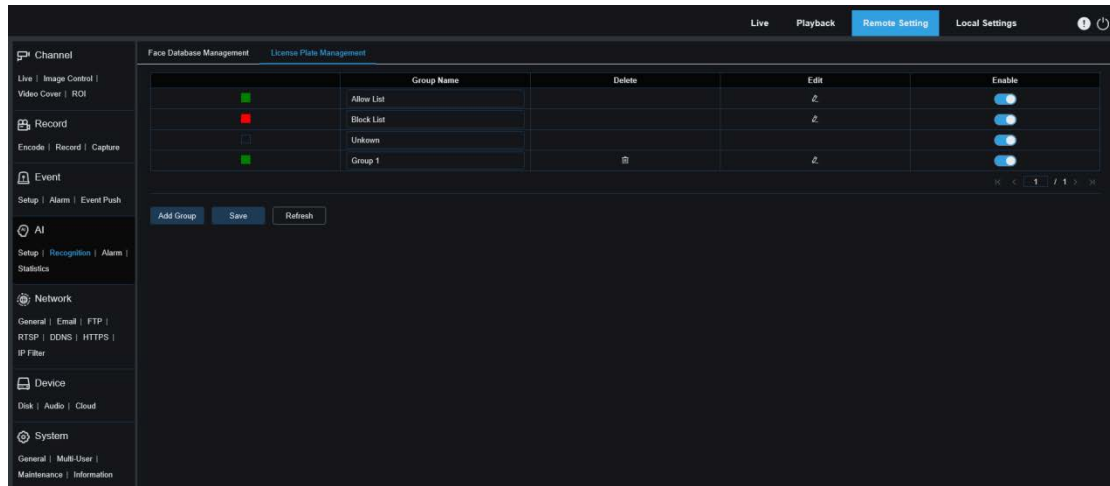 Live Playback Remote Setting Local Settings
Channel
Live | Image Control |
Video Cover | ROI
Record
Encode | Record | Capture
Event
Setup | Alarm | Event Push
AI
Setup | Recognition | Alarm |
Statistics
Network
General | Email | FTP |
RTSP | DDNS | HTTPS |
IP Filter
Device
Disk | Audio | Cloud
System
General | Multi-User |
Maintenance | Information
Face Database Management License Plate Management
Group Name Delete Edit Enable
Allow List
Block List
Unkown
Group 1
1 / 1
Add Group Save Refresh